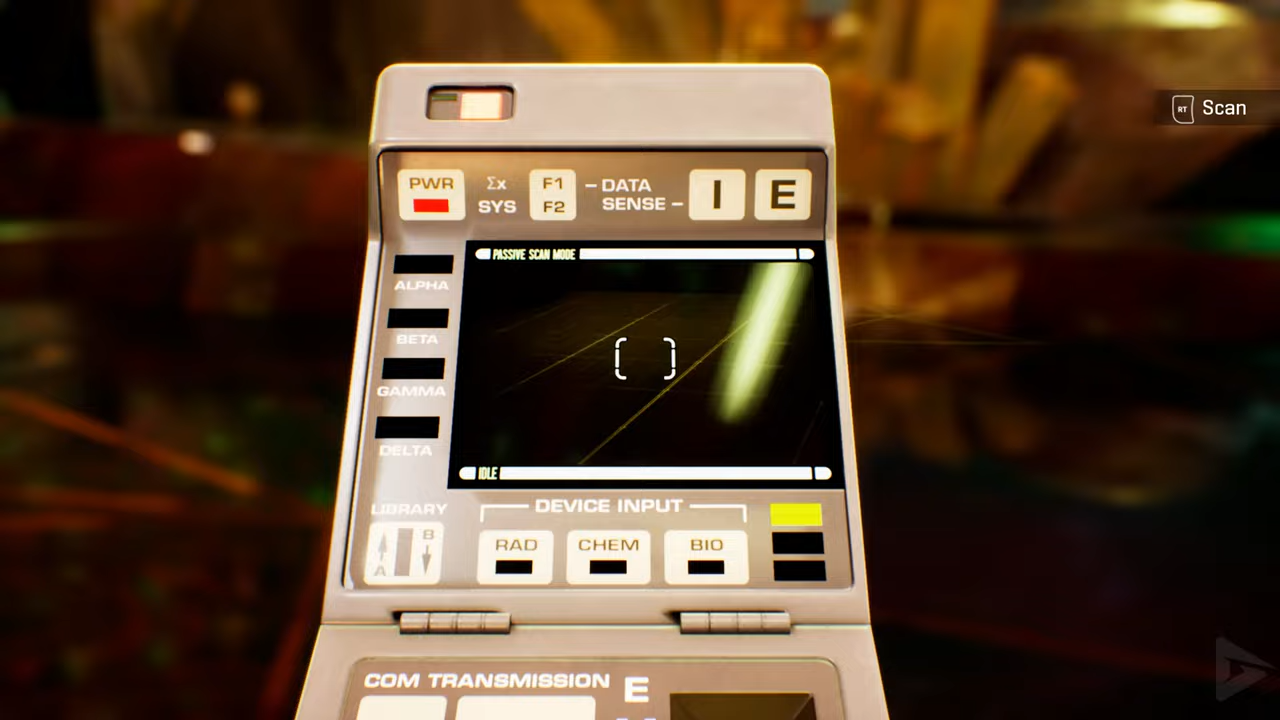 RT Scan
PWR
Σx
SYS
F1
F2
– DATA
SENSE –
I
E
PASSIVE SCAN MODE
ALPHA
BETA
GAMMA
DELTA
IDLE
LIBRARY
A
B
DEVICE INPUT
RAD
CHEM
BIO
COM TRANSMISSION
E